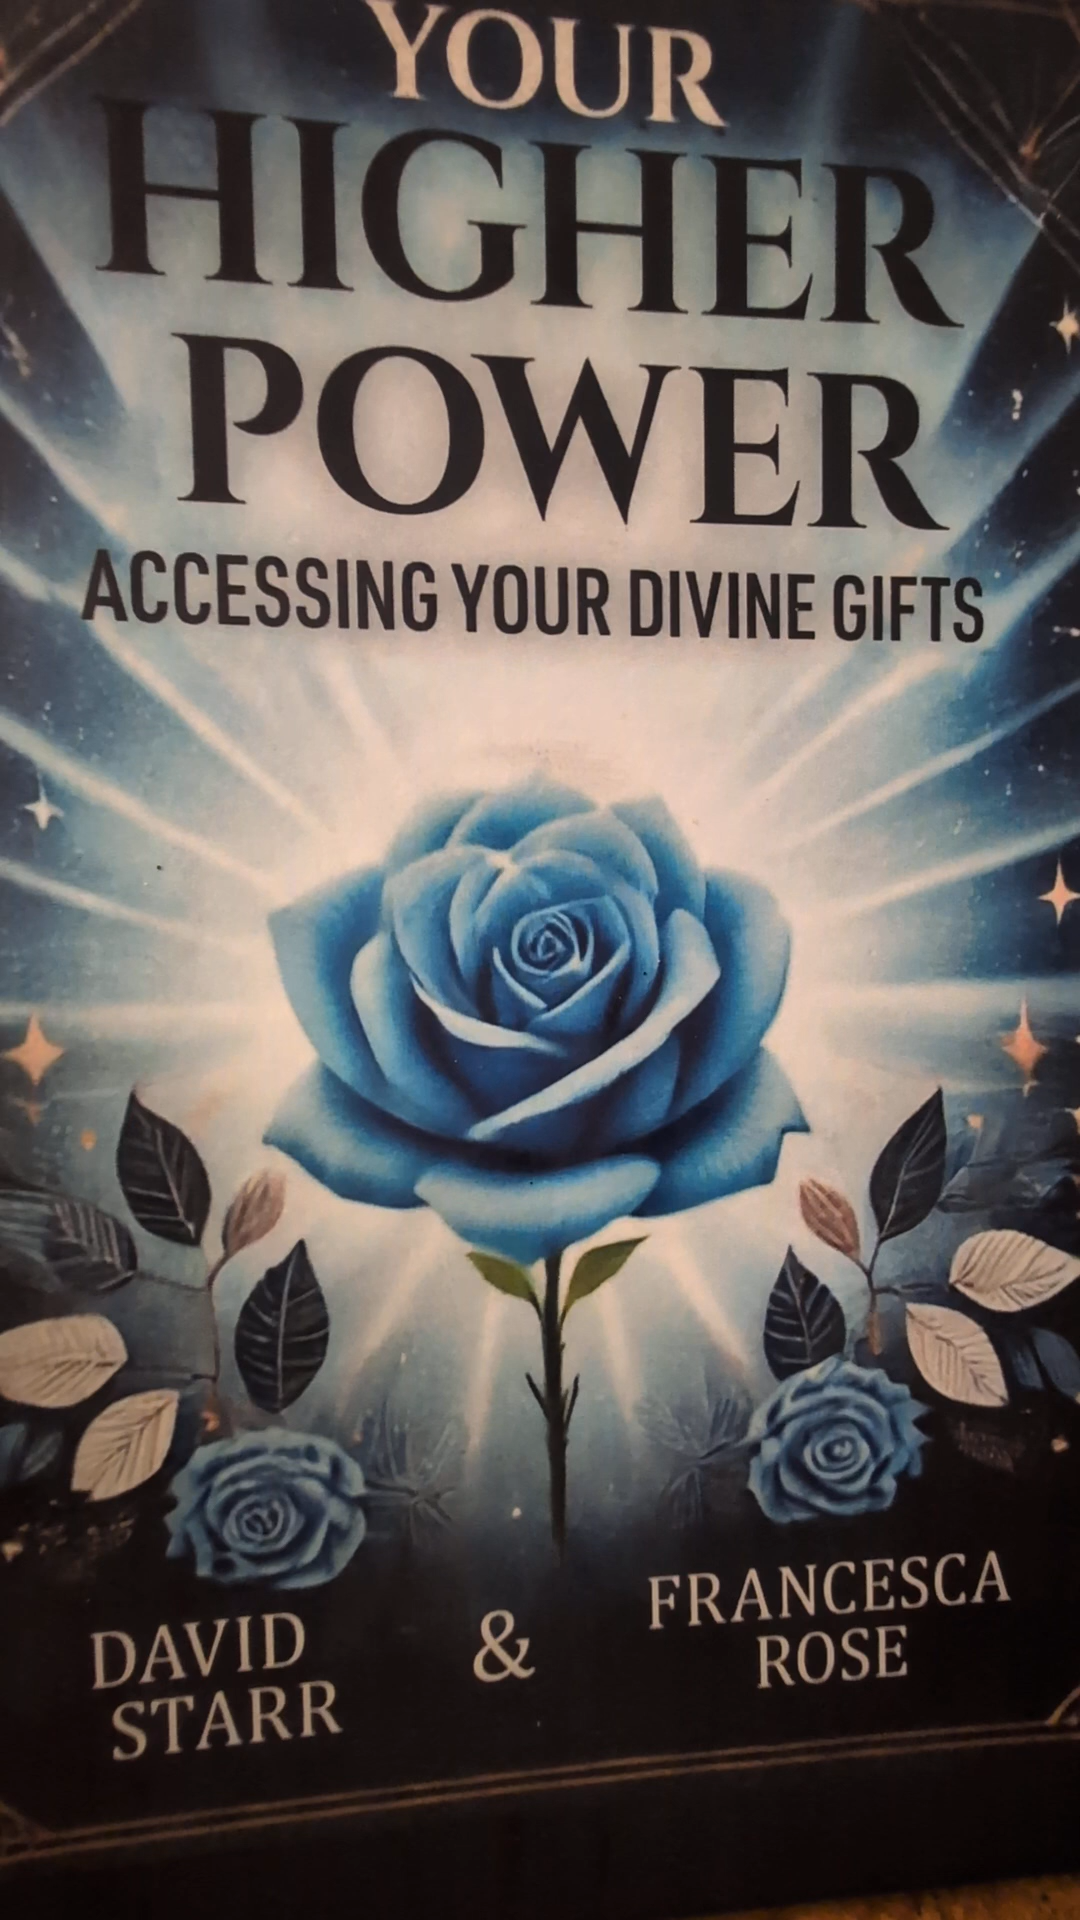 YOUR
HIGHER
POWER
ACCESSING YOUR DIVINE GIFTS
DAVID
STARR
&
FRANCESCA
ROSE